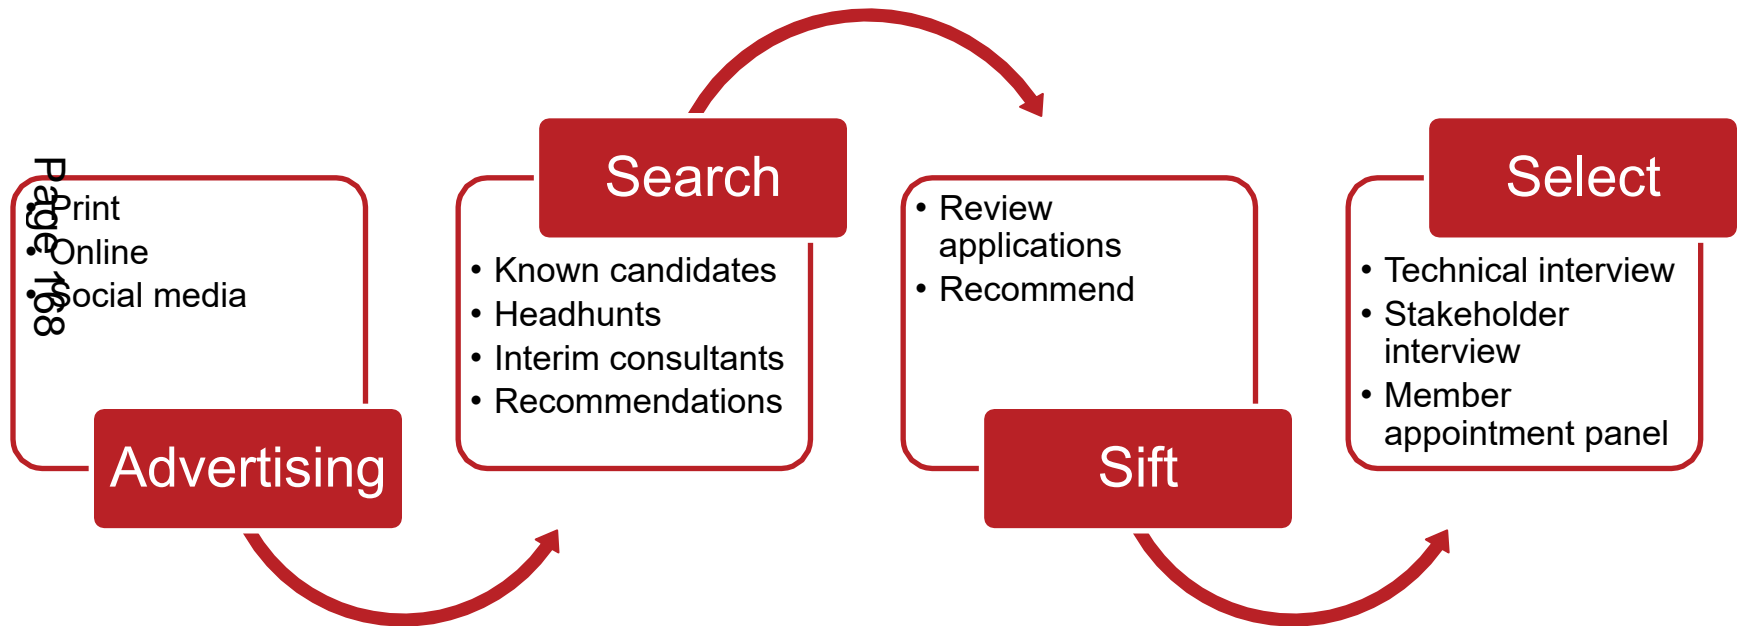 Page 168
• Print
• Online
• Social media
Advertising
Search
• Known candidates
• Headhunts
• Interim consultants
• Recommendations
• Review
applications
• Recommend
Sift
Select
• Technical interview
• Stakeholder
interview
• Member
appointment panel